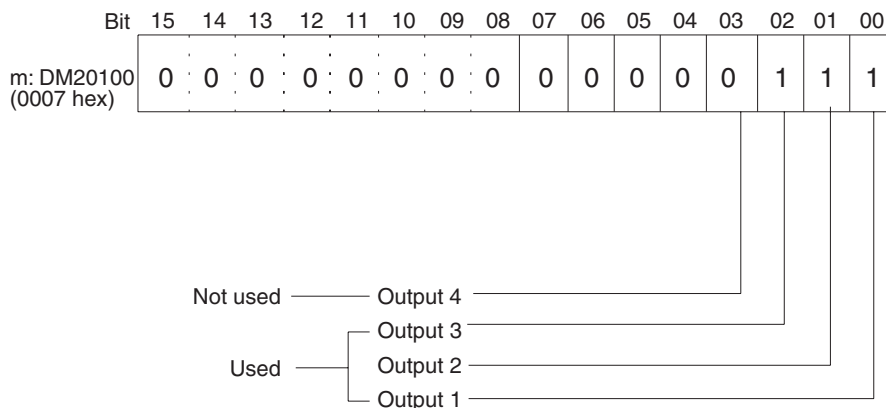 Bit 15 14 13 12 11 10 09 08 07 06 05 04 03 02 01 00
m: DM20100 0 0 0 0 0 0 0 0 0 0 0 0 0 1 1 1
(0007 hex)
Not used Output 4
Output 3
Used Output 2
Output 1